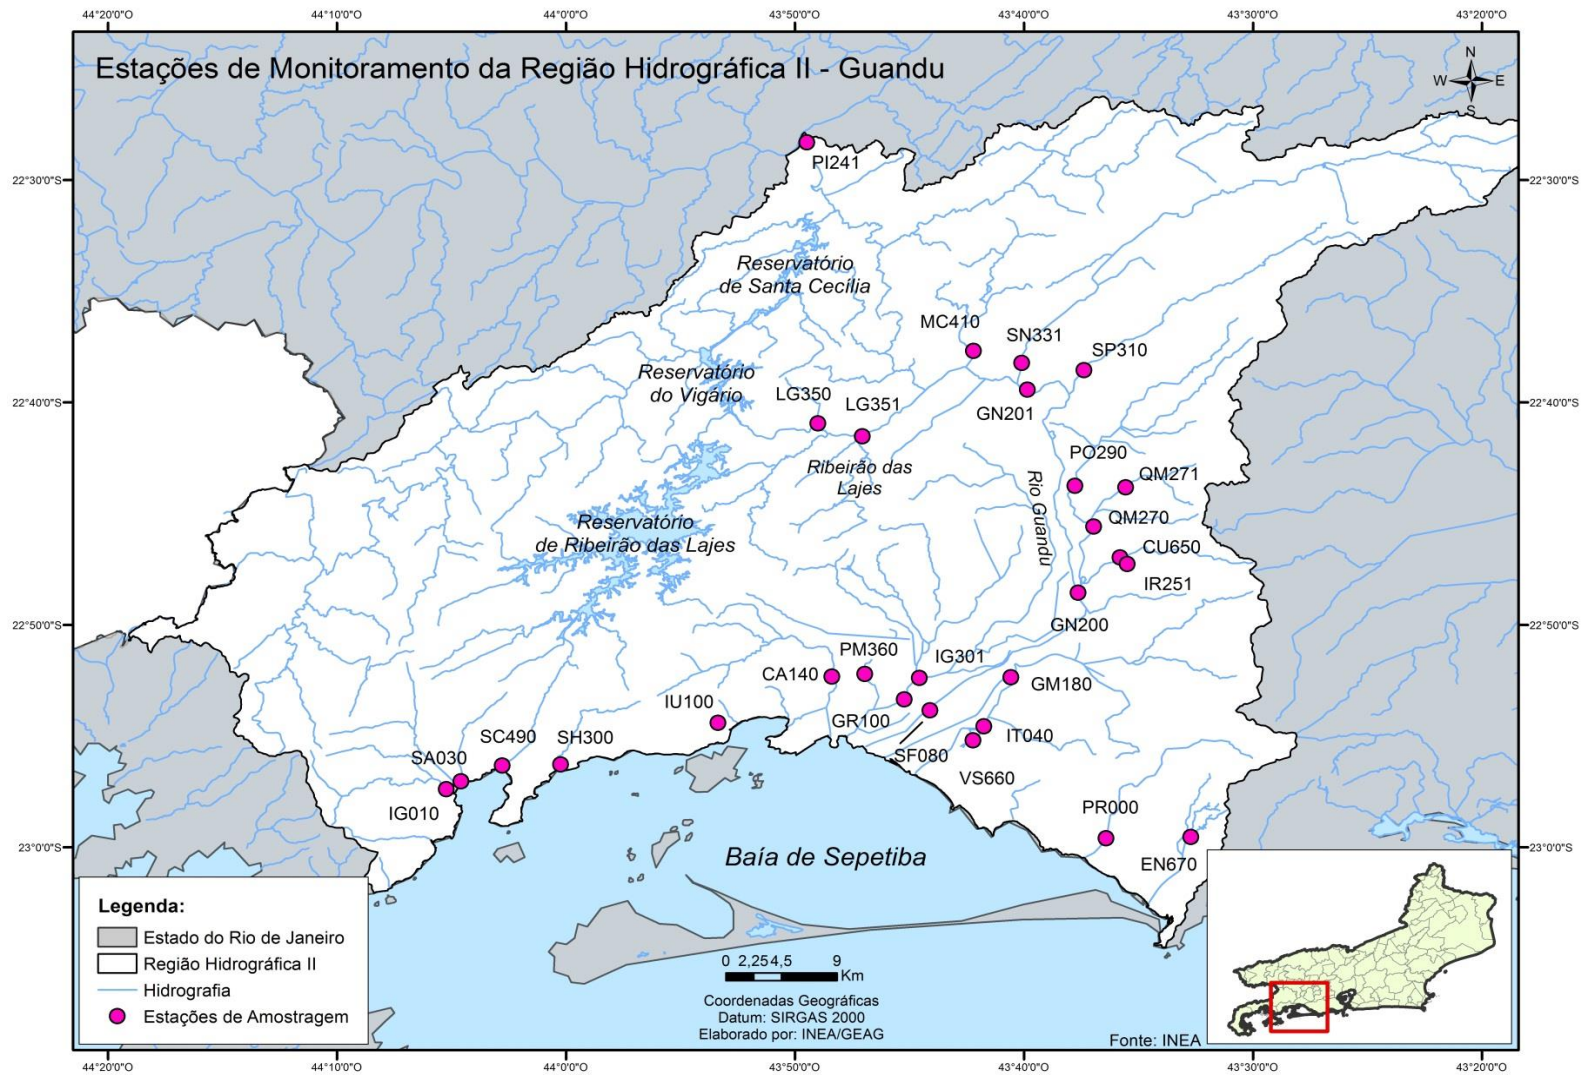 44°20'0"O
44°10'0"O
44°0'0"O
43°50'0"O
43°40'0"O
43°30'0"O
43°20'0"O
Estações de Monitoramento da Região Hidrográfica II - Guandu
N
W
E
S
PI241
22°30'0"S
22°30'0"S
Reservatório
de Santa Cecília
MC410
SN331
SP310
Reservatório
do Vigário
LG350
LG351
GN201
22°40'0"S
22°40'0"S
Ribeirão das
Lajes
PO290
QM271
Rio Guandu
QM270
Reservatório
de Ribeirão das Lajes
CU650
IR251
GN200
22°50'0"S
22°50'0"S
PM360
IG301
CA140
GM180
IU100
GR100
SC490
SH300
SA030
SF080
IT040
VS660
IG010
PR000
EN670
23°0'0"S
23°0'0"S
Baía de Sepetiba
Legenda:
Estado do Rio de Janeiro
Região Hidrográfica II
Hidrografia
Estações de Amostragem
0 2,25 4,5 9
Km
Coordenadas Geográficas
Datum: SIRGAS 2000
Elaborado por: INEA/GEAG
Fonte: INEA
44°20'0"O
44°10'0"O
44°0'0"O
43°50'0"O
43°40'0"O
43°30'0"O
43°20'0"O